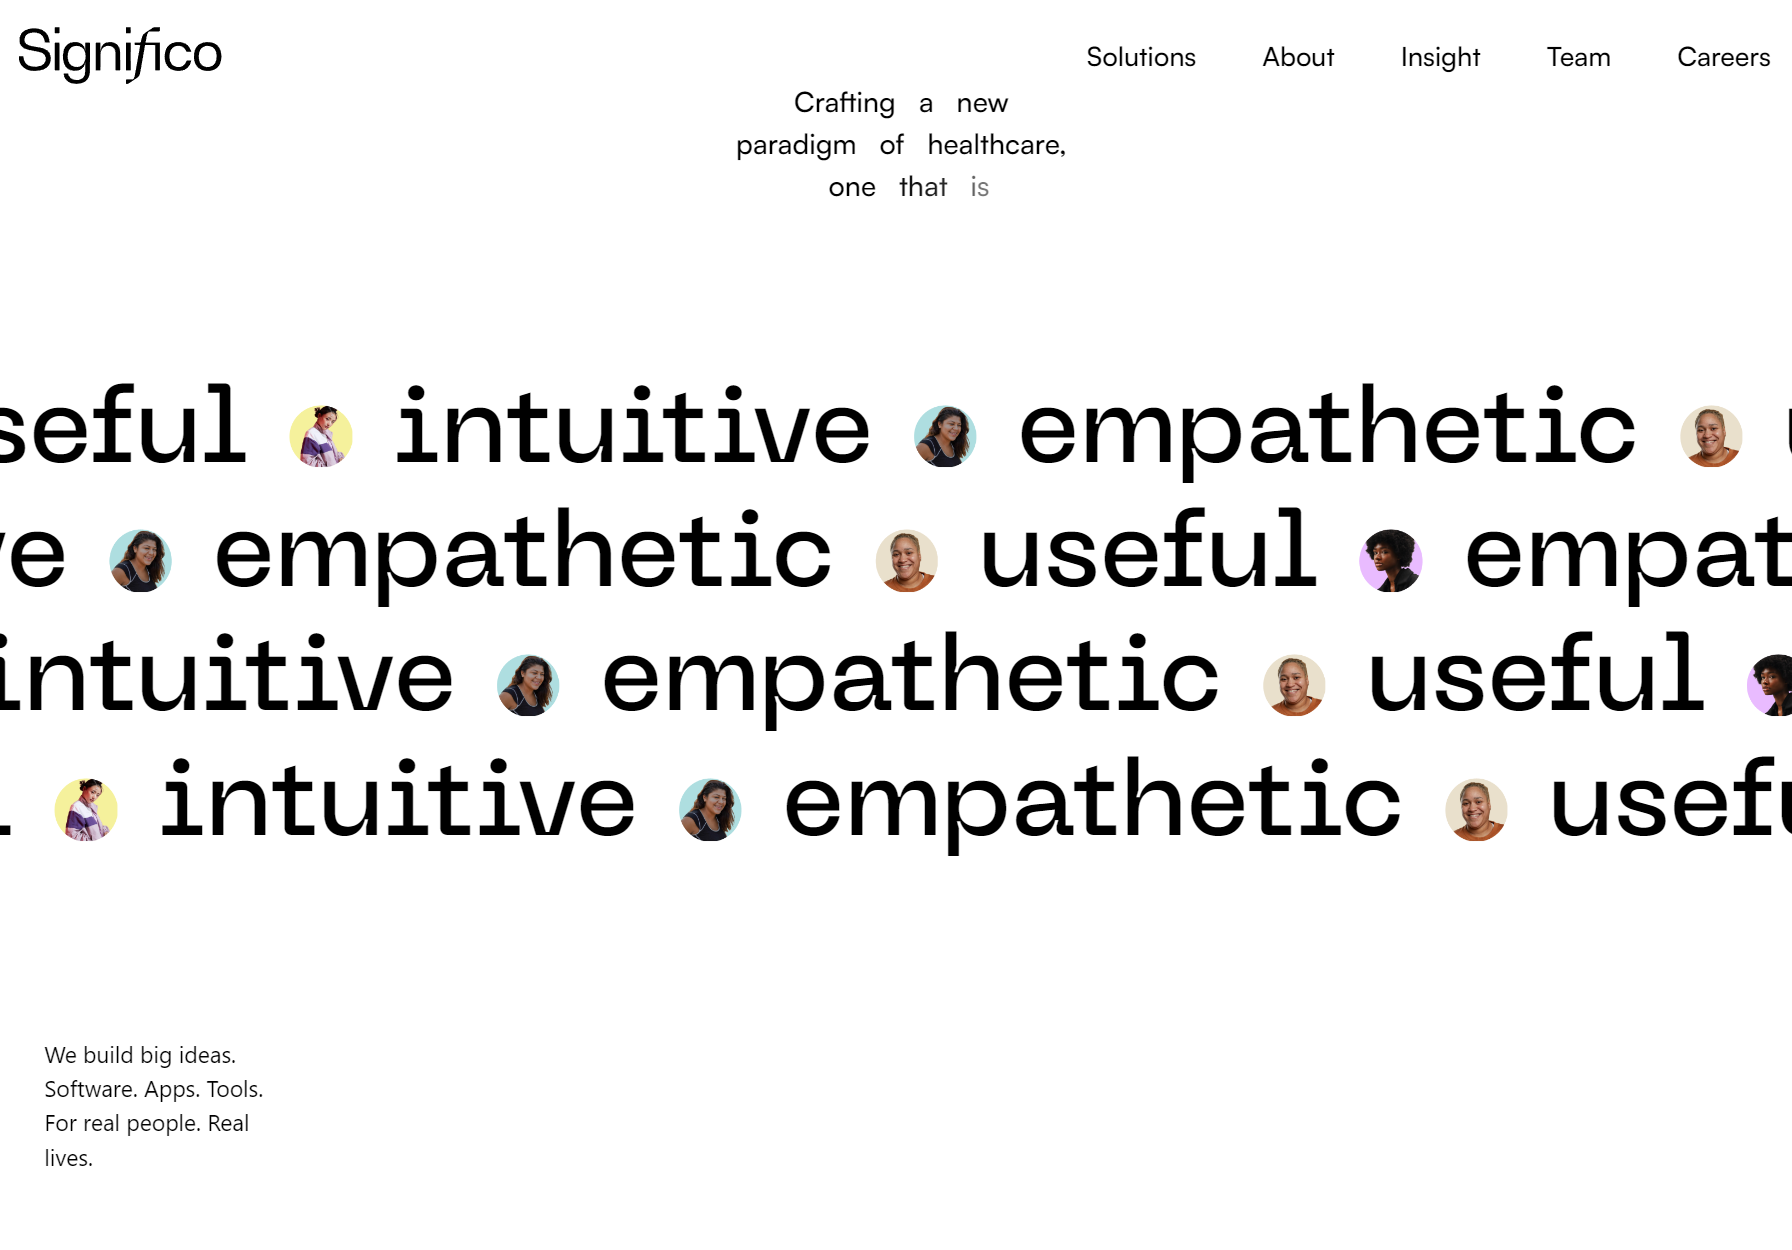 Significo
Solutions About Insight Team Careers
Crafting a new
paradigm of healthcare,
one that is
seful intuitive empathetic
ve empathetic useful empat
intuitive empathetic useful
l intuitive empathetic usefu
We build big ideas.
Software. Apps. Tools.
For real people. Real
lives.